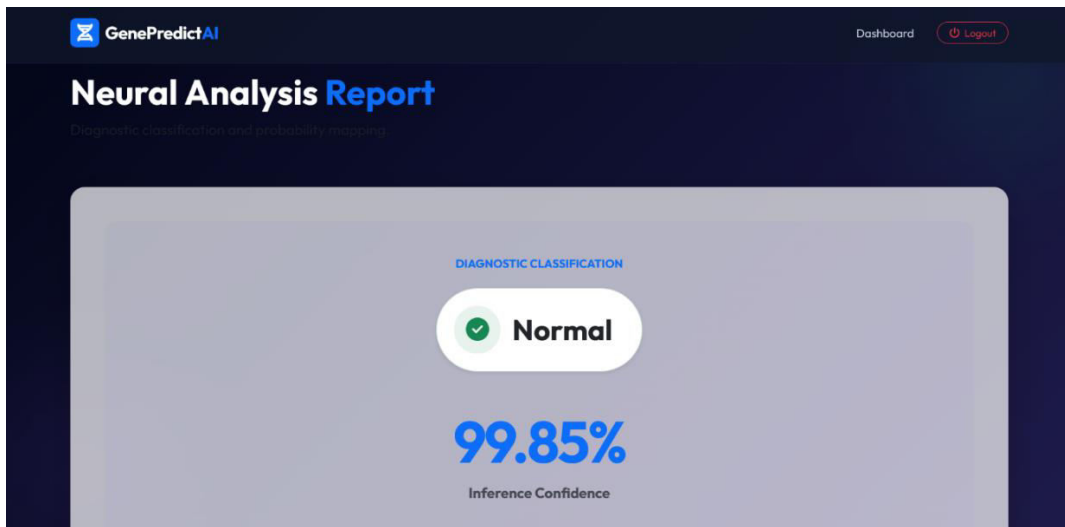 GenePredictAI
Dashboard
Logout
Neural Analysis Report
Diagnostic classification and probability mapping.
DIAGNOSTIC CLASSIFICATION
Normal
99.85%
Inference Confidence